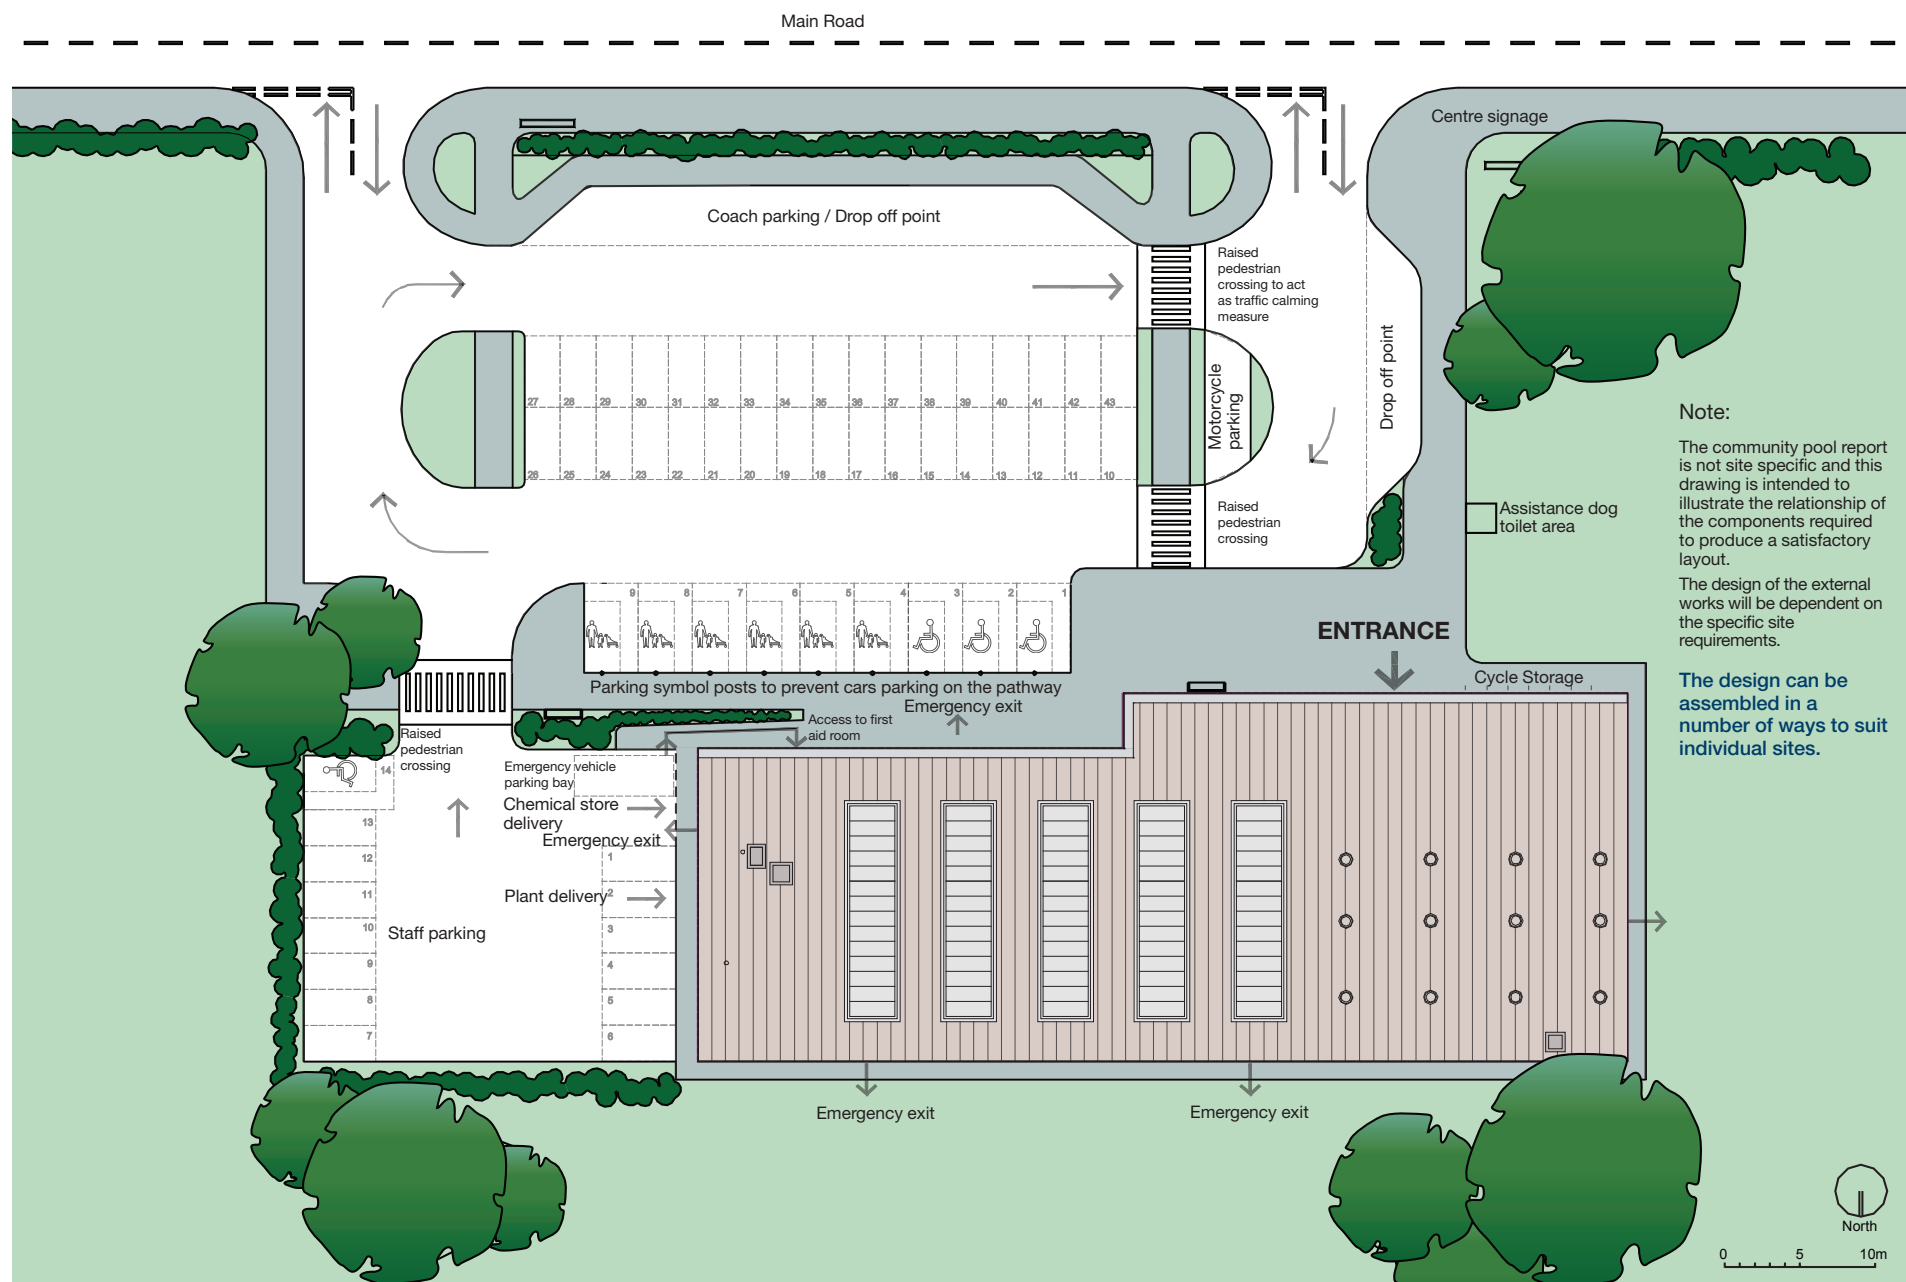 Main Road
Centre signage
Coach parking / Drop off point
Raised
pedestrian
crossing to act
as traffic calming
measure
Drop off point
Motorcycle
parking
27 28 29 30 31 32 33 34 35 36 37 38 39 40 41 42 43
26 25 24 23 22 21 20 19 18 17 16 15 14 13 12 11 10
Note:
The community pool report
is not site specific and this
drawing is intended to
illustrate the relationship of
the components required
to produce a satisfactory
layout.
The design of the external
works will be dependent on
the specific site
requirements.
The design can be
assembled in a
number of ways to suit
individual sites.
Raised
pedestrian
crossing
Assistance dog
toilet area
9 8 7 6 5 4 3 2 1
ENTRANCE
Cycle Storage
Parking symbol posts to prevent cars parking on the pathway
Emergency exit
Access to first
aid room
Raised
pedestrian
crossing
Emergency vehicle
parking bay
Chemical store
delivery
Emergency exit
Plant delivery
Staff parking
14
13
12
11
10
9
8
7
1
2
3
4
5
6
Emergency exit
Emergency exit
North
0 5 10m